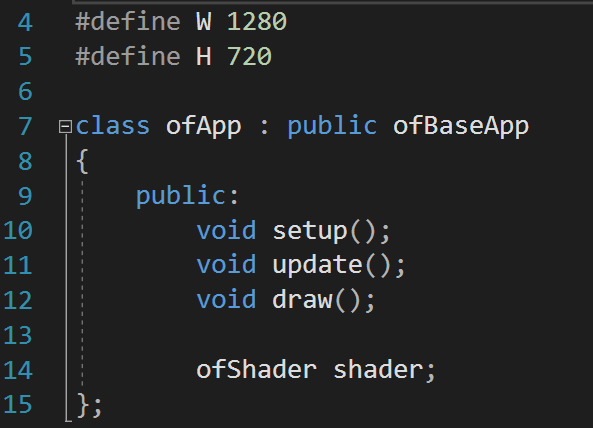 4 #define W 1280
5 #define H 720
6
7 class ofApp : public ofBaseApp
8 {
9     public:
10         void setup();
11         void update();
12         void draw();
13
14         ofShader shader;
15 };